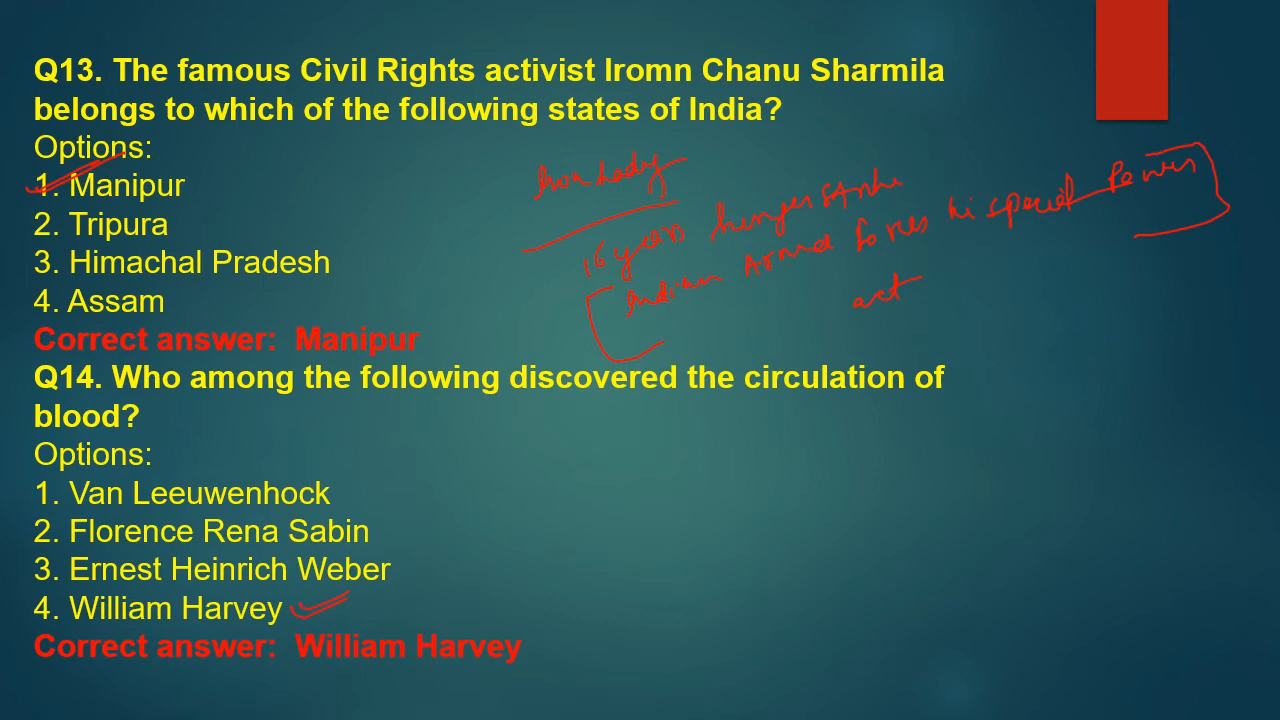 Q13. The famous Civil Rights activist Iromn Chanu Sharmila
belongs to which of the following states of India?
Options:
1. Manipur
2. Tripura
3. Himachal Pradesh
4. Assam
Correct answer: Manipur
Iron Lady
16 years hunger strike
Indian Armed forces special Power
act
Q14. Who among the following discovered the circulation of
blood?
Options:
1. Van Leeuwenhock
2. Florence Rena Sabin
3. Ernest Heinrich Weber
4. William Harvey
Correct answer: William Harvey